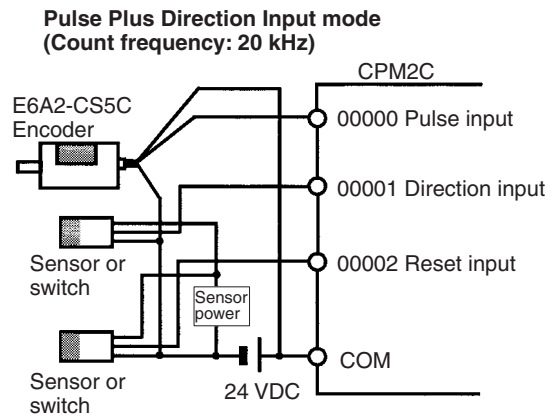 Pulse Plus Direction Input mode
(Count frequency: 20 kHz)
CPM2C
E6A2-CS5C
Encoder
00000 Pulse input
00001 Direction input
Sensor or
switch
00002 Reset input
Sensor
power
COM
24 VDC
Sensor or
switch